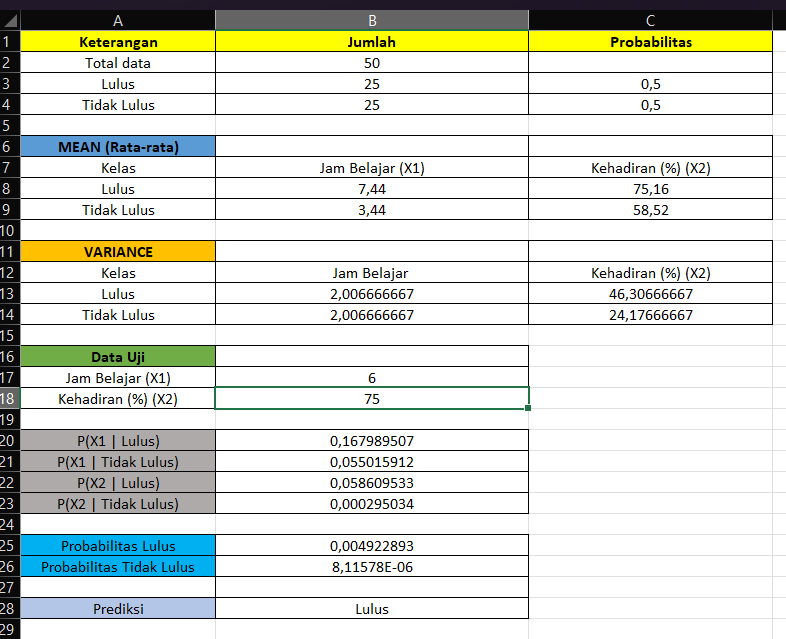 A B C
1 Keterangan Jumlah Probabilitas
2 Total data 50
3 Lulus 25 0,5
4 Tidak Lulus 25 0,5
5
6 MEAN (Rata-rata)
7 Kelas Jam Belajar (X1) Kehadiran (%) (X2)
8 Lulus 7,44 75,16
9 Tidak Lulus 3,44 58,52
10
11 VARIANCE
12 Kelas Jam Belajar Kehadiran (%) (X2)
13 Lulus 2,006666667 46,30666667
14 Tidak Lulus 2,006666667 24,17666667
15
16 Data Uji
17 Jam Belajar (X1) 6
18 Kehadiran (%) (X2) 75
19
20 P(X1 | Lulus) 0,167989507
21 P(X1 | Tidak Lulus) 0,055015912
22 P(X2 | Lulus) 0,058609533
23 P(X2 | Tidak Lulus) 0,000295034
24
25 Probabilitas Lulus 0,004922893
26 Probabilitas Tidak Lulus 8,11578E-06
27
28 Prediksi Lulus
29